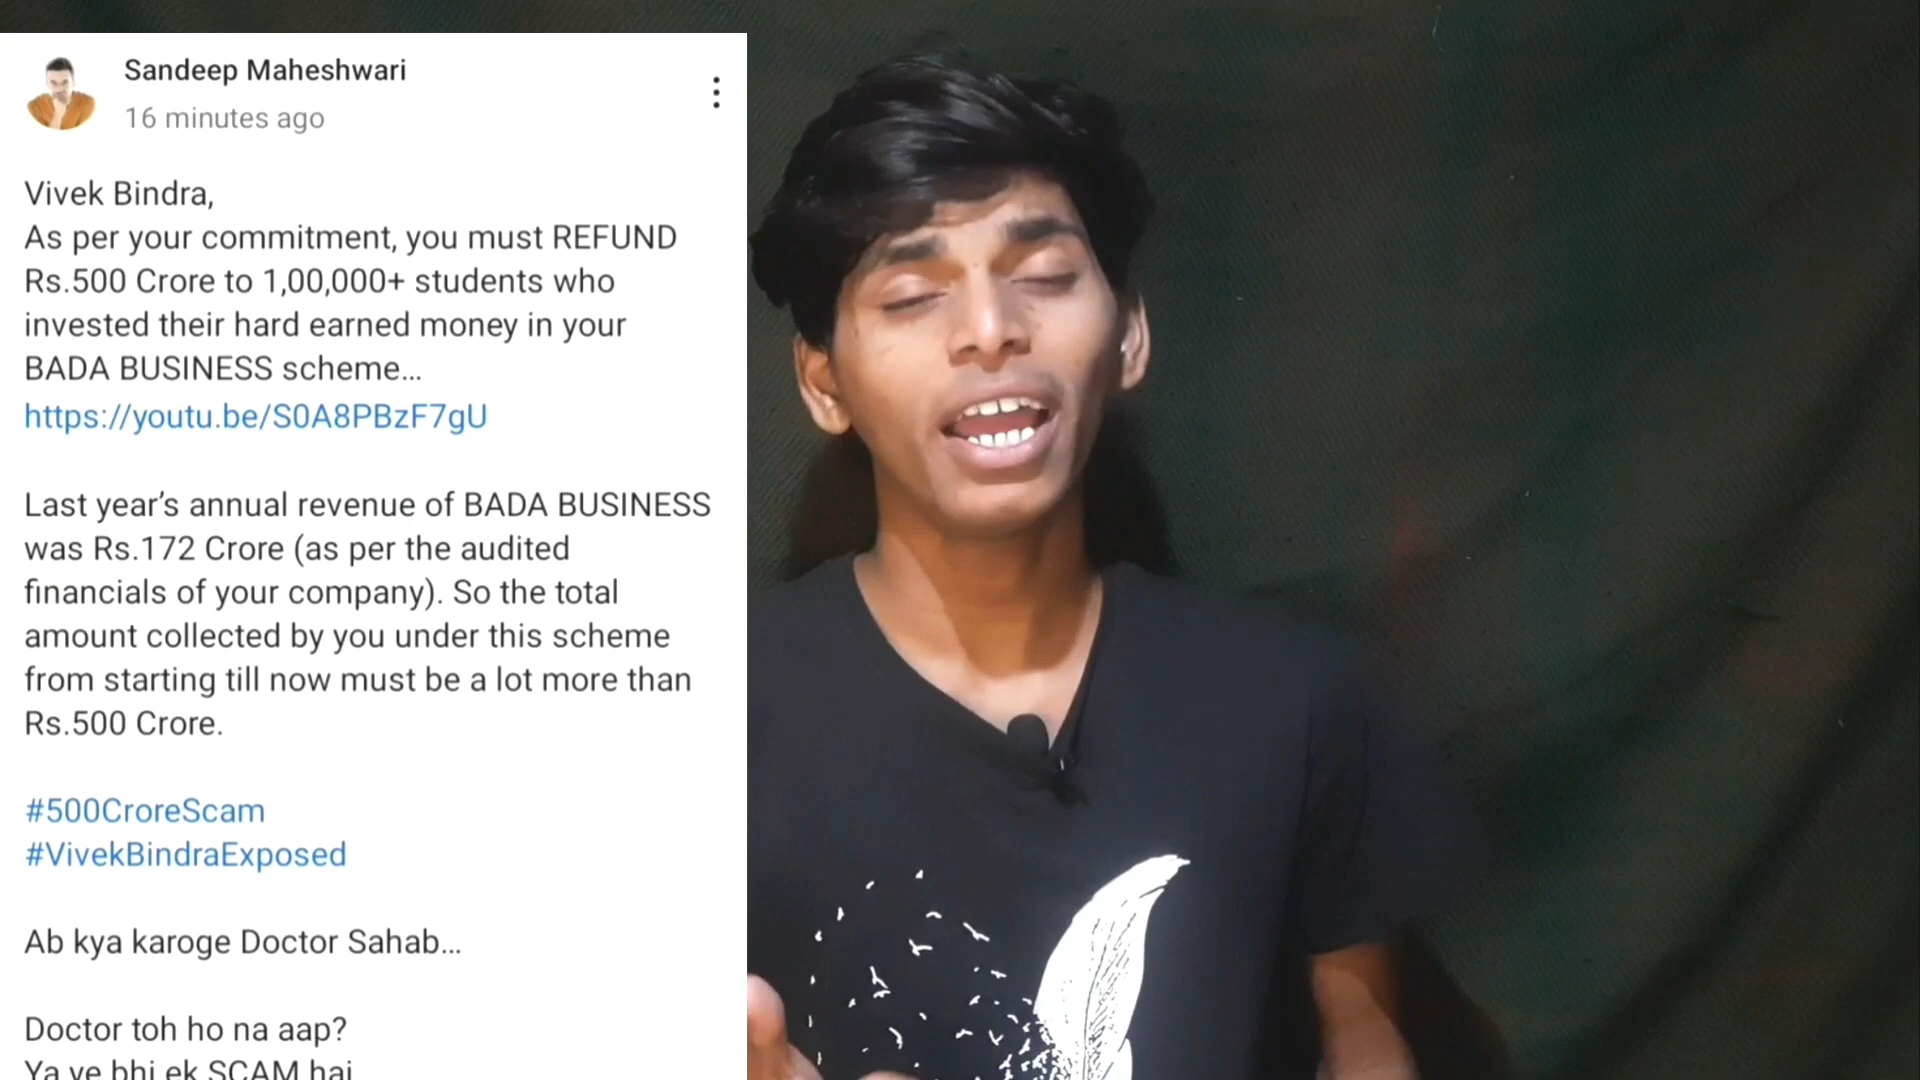 Sandeep Maheshwari
16 minutes ago
Vivek Bindra,
As per your commitment, you must REFUND
Rs.500 Crore to 1,00,000+ students who
invested their hard earned money in your
BADA BUSINESS scheme...
https://youtu.be/S0A8PBzF7gU
Last year's annual revenue of BADA BUSINESS
was Rs.172 Crore (as per the audited
financials of your company). So the total
amount collected by you under this scheme
from starting till now must be a lot more than
Rs.500 Crore.
#500CroreScam
#VivekBindraExposed
Ab kya karoge Doctor Sahab...
Doctor toh ho na aap?
Ya ye bhi ek SCAM hai